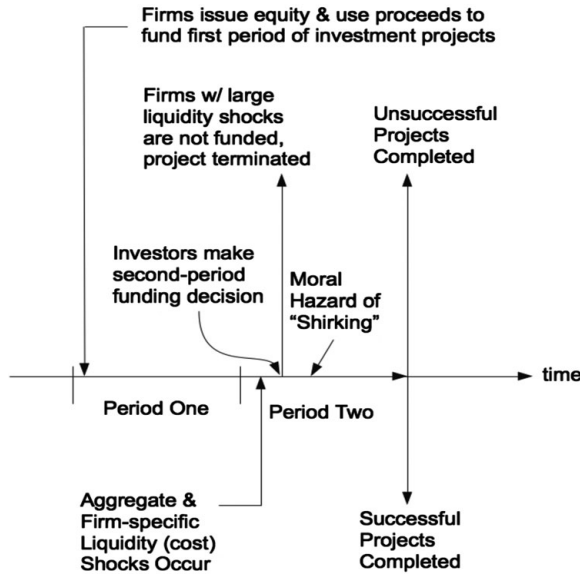 Firms issue equity & use proceeds to
fund first period of investment projects
Firms w/ large
liquidity shocks
are not funded,
project terminated
Unsuccessful
Projects
Completed
Investors make
second-period
funding decision
Moral
Hazard of
“Shirking”
time
Period One
Period Two
Aggregate &
Firm-specific
Liquidity (cost)
Shocks Occur
Successful
Projects
Completed